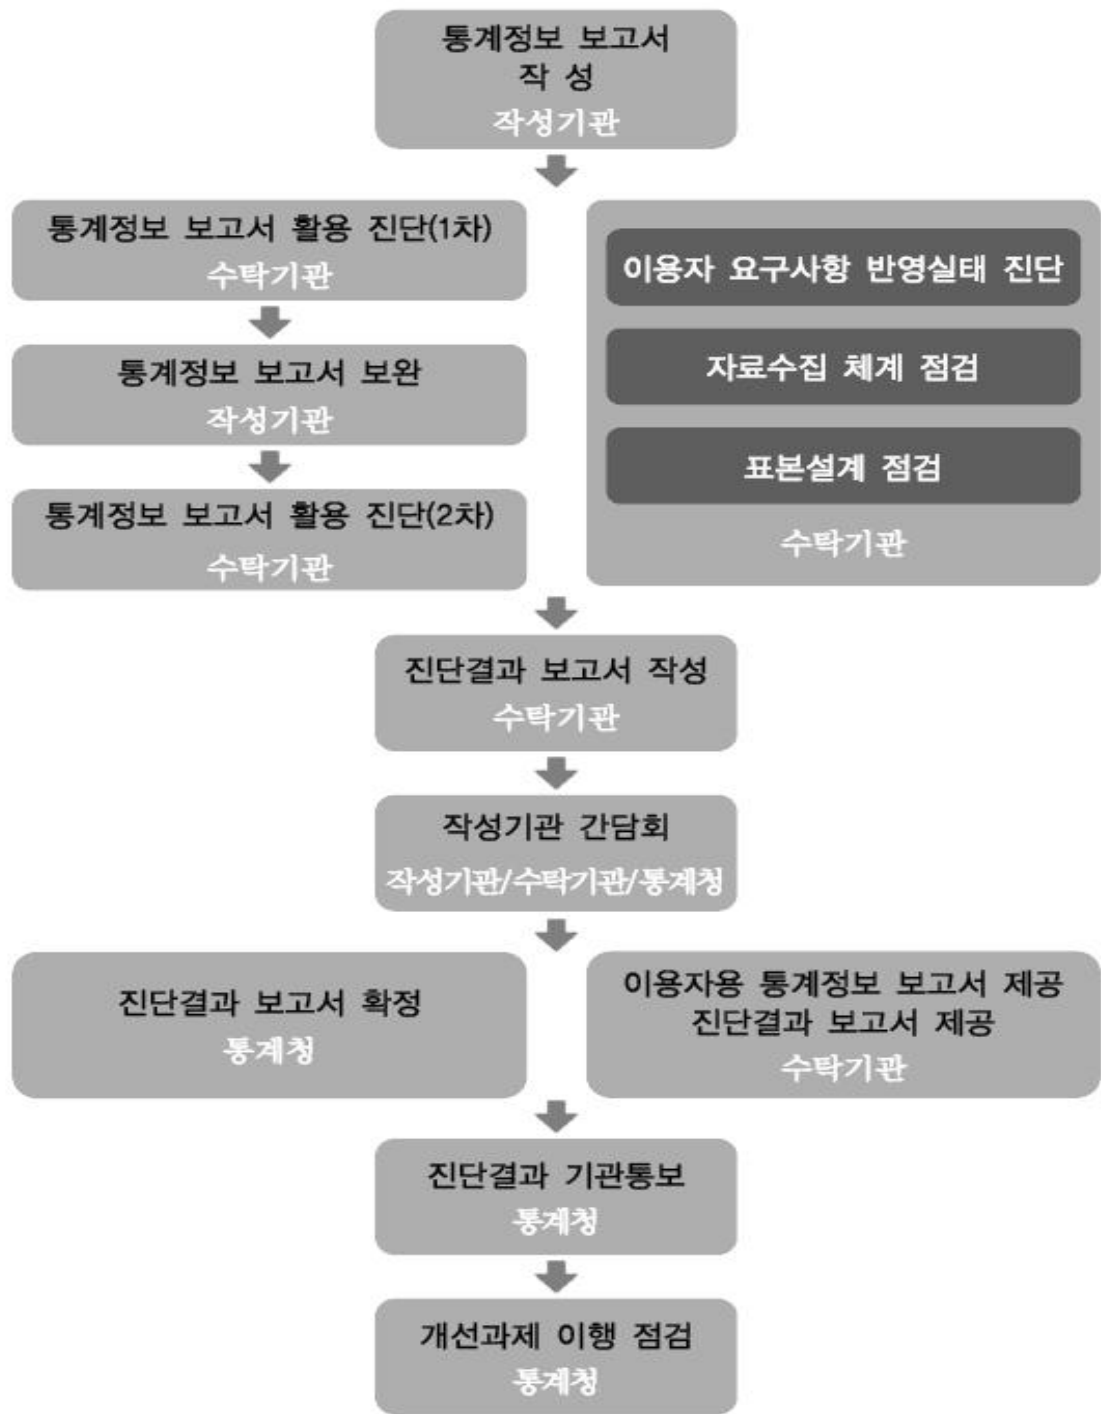 통계정보 보고서
작 성
작성기관
통계정보 보고서 활용 진단(1차)
수탁기관
통계정보 보고서 보완
작성기관
통계정보 보고서 활용 진단(2차)
수탁기관
이용자 요구사항 반영실태 진단
자료수집 체계 점검
표본설계 점검
수탁기관
진단결과 보고서 작성
수탁기관
작성기관 간담회
작성기관/수탁기관/통계청
진단결과 보고서 확정
통계청
이용자용 통계정보 보고서 제공
진단결과 보고서 제공
수탁기관
진단결과 기관통보
통계청
개선과제 이행 점검
통계청